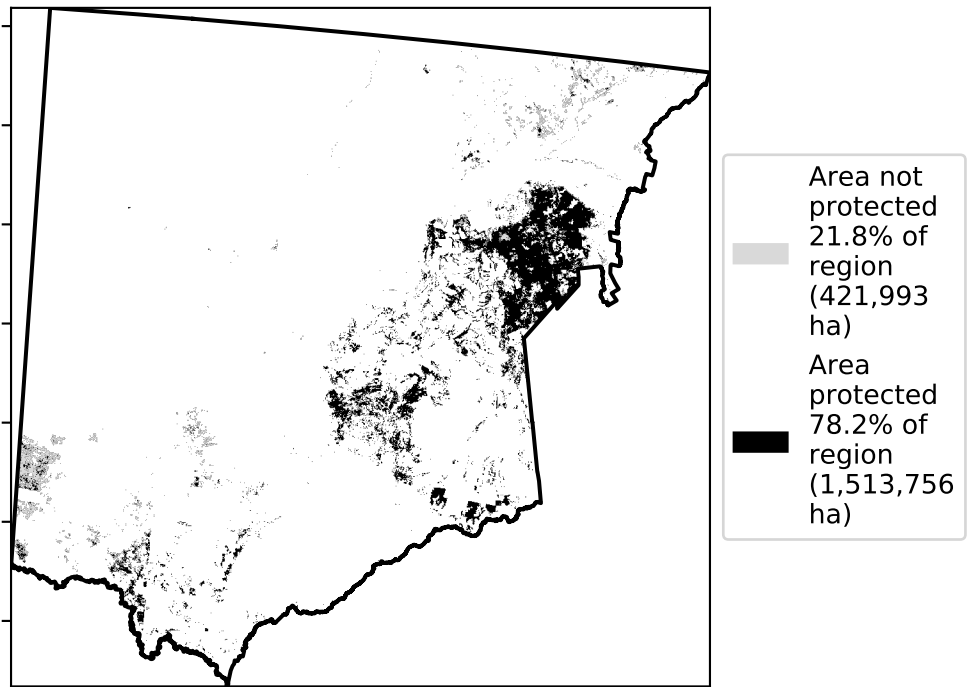 Area not
protected
21.8% of
region
(421,993
ha)
Area
protected
78.2% of
region
(1,513,756
ha)